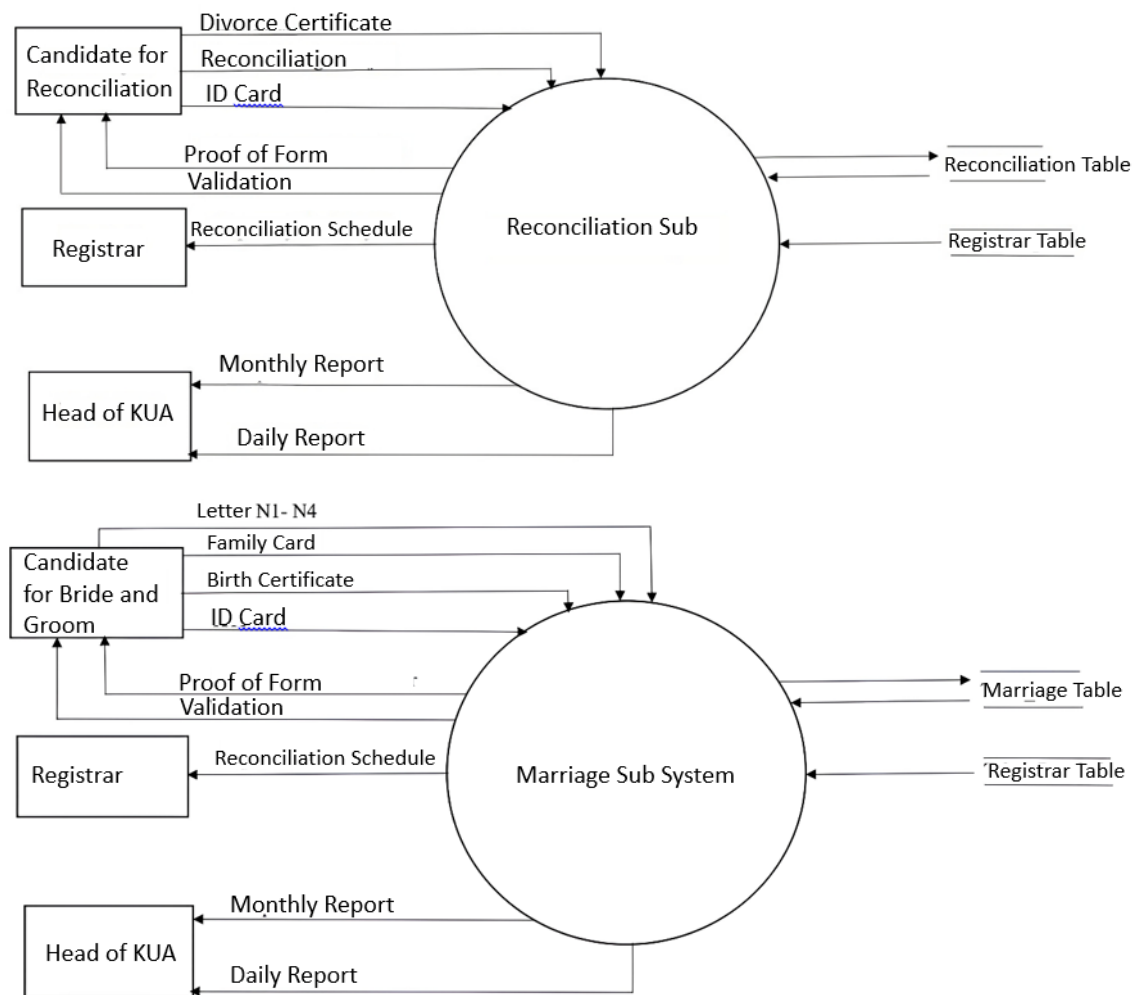 Divorce Certificate
Candidate for
Reconciliation
Reconciliation
ID Card
Proof of Form
Validation
Reconciliation Table
Reconciliation Sub
Registrar
Reconciliation Schedule
Registrar Table
Monthly Report
Head of KUA
Daily Report
Letter N1- N4
Candidate
for Bride and
Groom
Family Card
Birth Certificate
ID Card
Proof of Form
Validation
Marriage Table
Registrar
Reconciliation Schedule
Marriage Sub System
Registrar Table
Monthly Report
Head of KUA
Daily Report